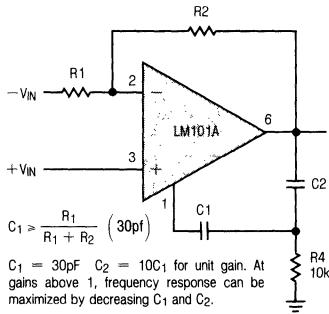 R2
R1
−VIN
2
−
LM101A
6
+VIN
3
+
1
C1
C2
R4
10k
C1 ≥ R1 / (R1 + R2) (30pf)
C1 = 30pF C2 = 10C1 for unit gain. At
gains above 1, frequency response can be
maximized by decreasing C1 and C2.